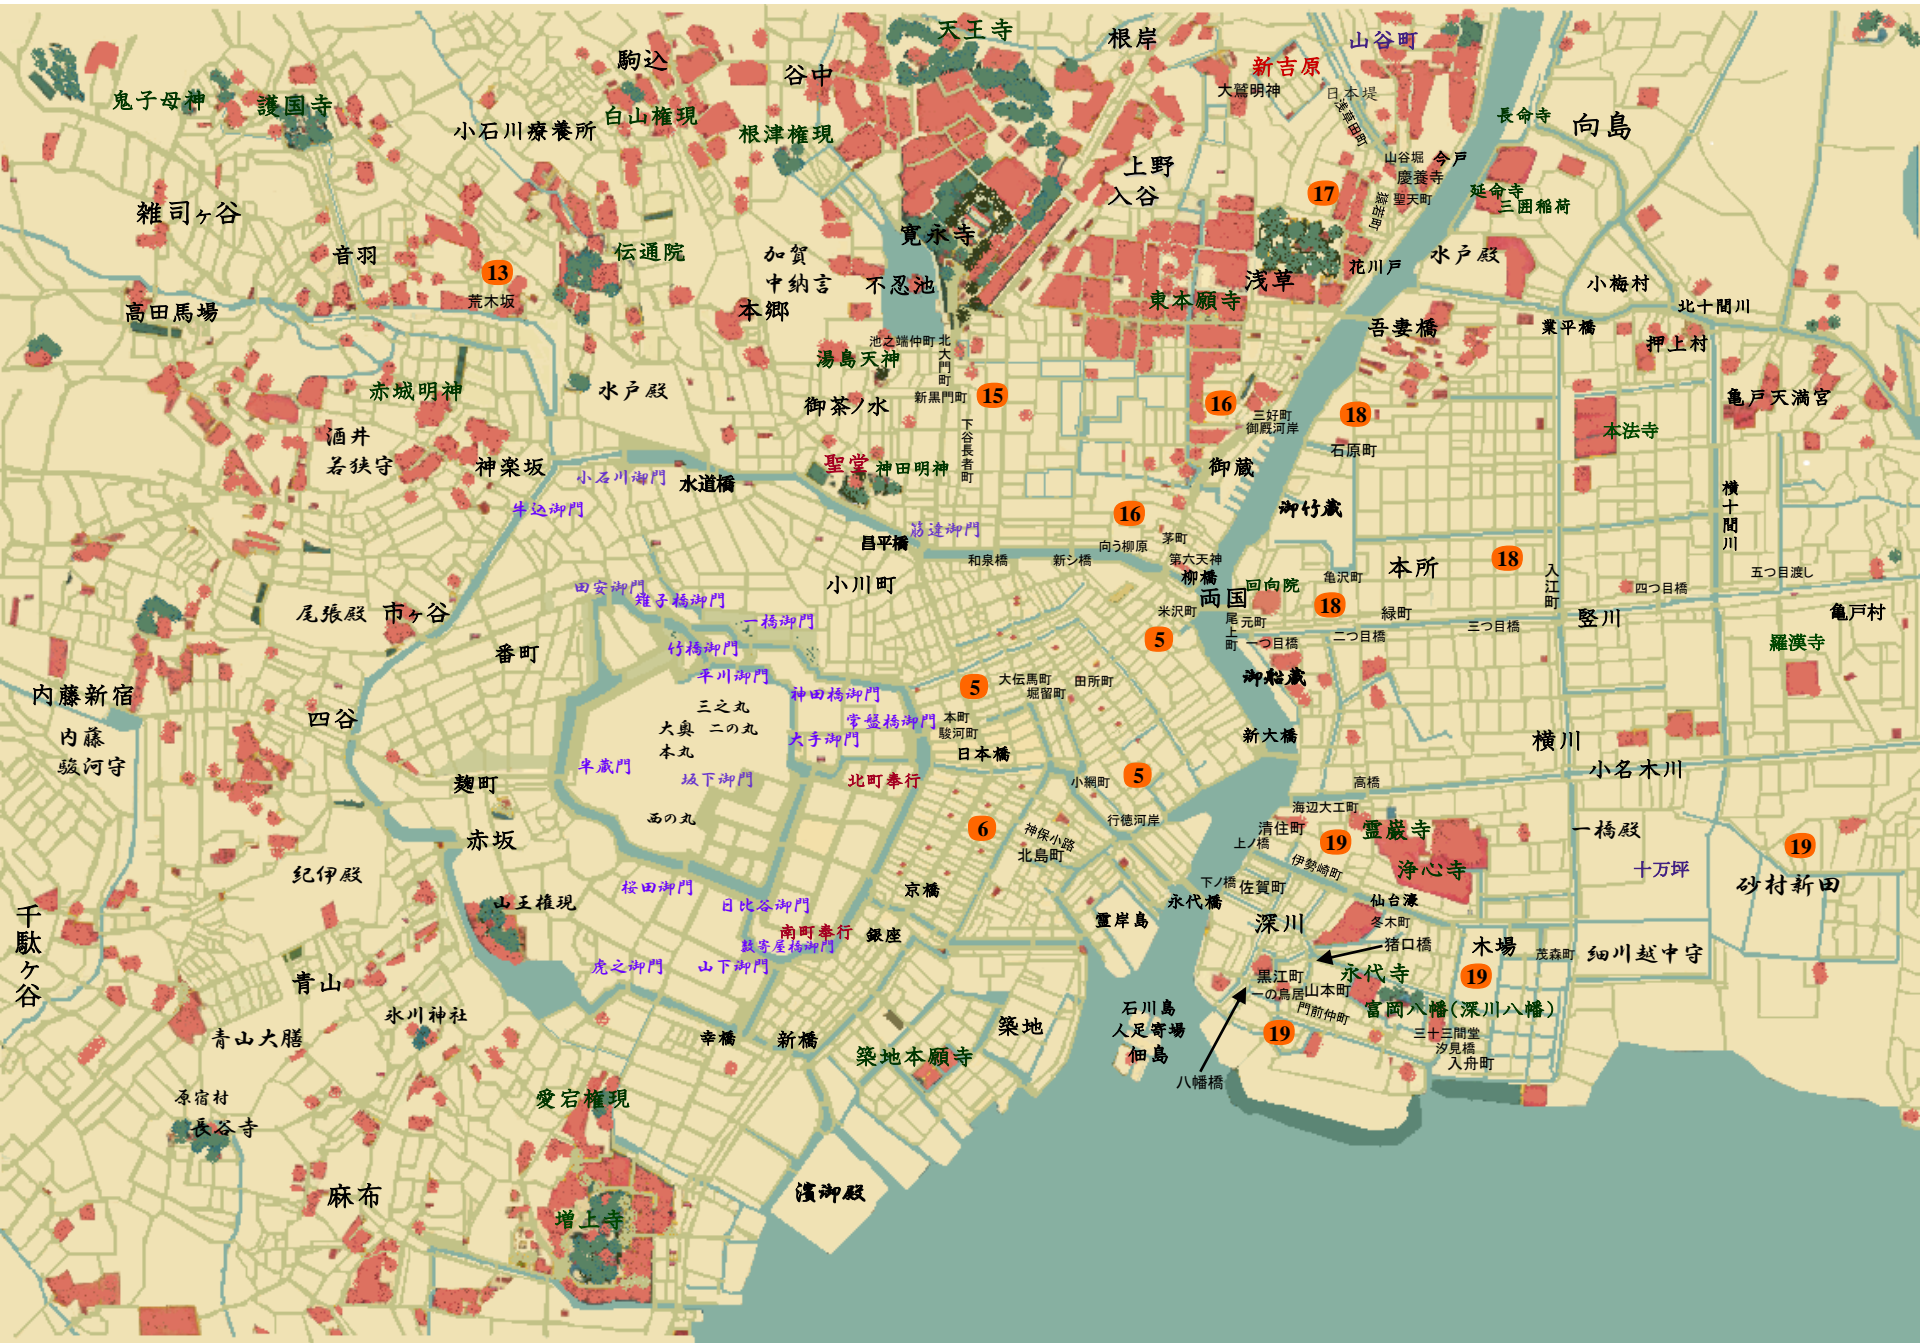 天王寺
根岸
山谷町
駒込
谷中
新吉原
大鷲明神
日本堤
浅草田町
鬼子母神
護国寺
白山権現
小石川療養所
根津権現
長命寺
向島
上野
入谷
山谷堀
今戸
慶養寺
聖天町
猿若町
延命寺
三囲稲荷
17
雑司ヶ谷
音羽
13
荒木坂
伝通院
加賀
中納言
本郷
寛永寺
不忍池
浅草
花川戸
水戸殿
東本願寺
小梅村
北十間川
高田馬場
吾妻橋
業平橋
押上村
池之端仲町
北大門町
湯島天神
赤城明神
水戸殿
御茶ノ水
新黒門町
15
16
三好町
御厩河岸
18
石原町
本法寺
亀戸天満宮
酒井
若狭守
神楽坂
下谷長者町
聖堂
神田明神
小石川御門
水道橋
御蔵
御竹蔵
横十間川
牛込御門
筋違御門
昌平橋
16
向う柳原
茅町
和泉橋
新シ橋
第六天神
柳橋
小川町
本所
18
入江町
四つ目橋
五つ目渡し
両国
回向院
亀沢町
18
緑町
田安御門
雉子橋御門
一橋御門
尾張殿
市ヶ谷
米沢町
5
尾上町
元町
一つ目橋
二つ目橋
三つ目橋
竪川
亀戸村
羅漢寺
番町
竹橋御門
平川御門
神田橋御門
常盤橋御門
大手御門
三之丸
大奥
二の丸
本丸
5
大伝馬町
堀留町
田所町
御船蔵
内藤新宿
内藤
駿河守
四谷
本町
駿河町
日本橋
新大橋
横川
小名木川
半蔵門
坂下御門
北町奉行
麹町
小網町
5
高橋
西の丸
6
神保小路
北島町
行徳河岸
海辺大工町
清住町
上ノ橋
19
霊巌寺
浄心寺
伊勢崎町
一橋殿
十万坪
19
砂村新田
赤坂
紀伊殿
桜田御門
日比谷御門
京橋
下ノ橋
佐賀町
永代橋
仙台濠
山王権現
千駄ヶ谷
南町奉行
数寄屋橋御門
銀座
霊岸島
深川
冬木町
猪口橋
木場
茂森町
細川越中守
虎之御門
山下御門
青山
黒江町
一の鳥居
山本町
永代寺
19
富岡八幡(深川八幡)
門前仲町
氷川神社
青山大膳
幸橋
新橋
築地
石川島
人足寄場
佃島
19
三十三間堂
汐見橋
入舟町
築地本願寺
八幡橋
原宿村
長谷寺
愛宕権現
麻布
濱御殿
増上寺